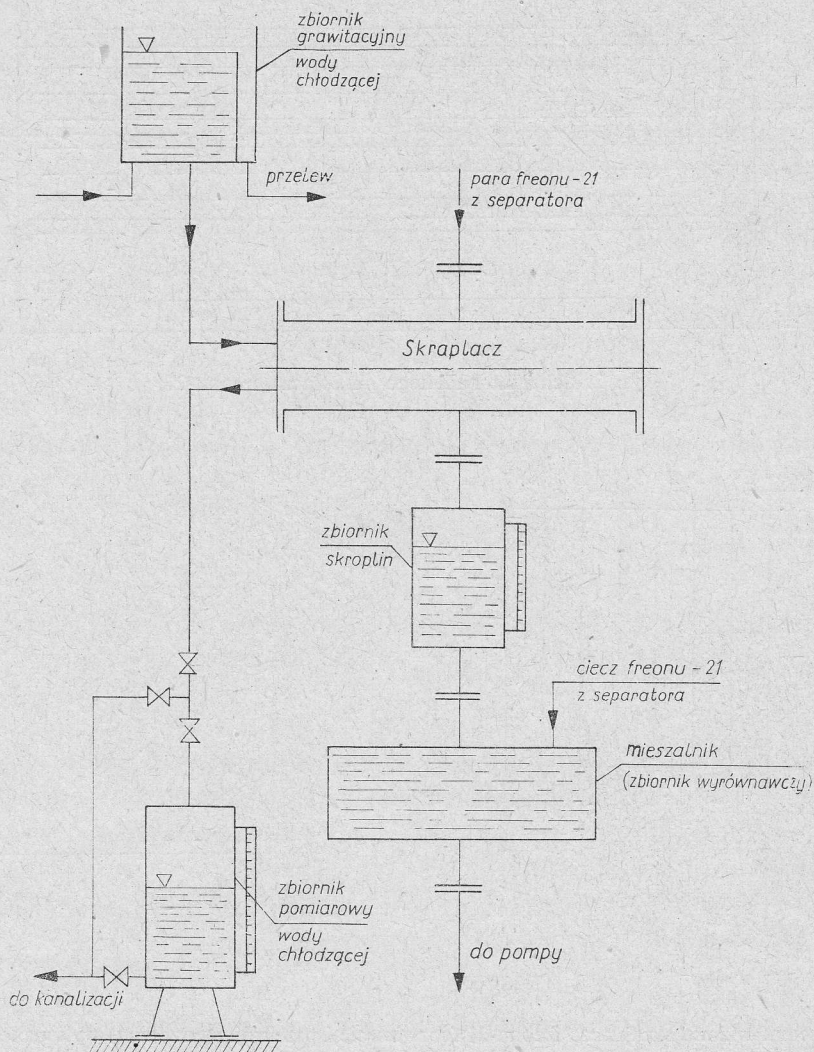 zbiornik
grawitacyjny
wody
chłodzącej
przelew
para freonu-21
z separatora
Skraplacz
zbiornik
skroplin
ciecz freonu-21
z separatora
mieszalnik
(zbiornik wyrównawczy)
zbiornik
pomiarowy
wody
chłodzącej
do pompy
do kanalizacji